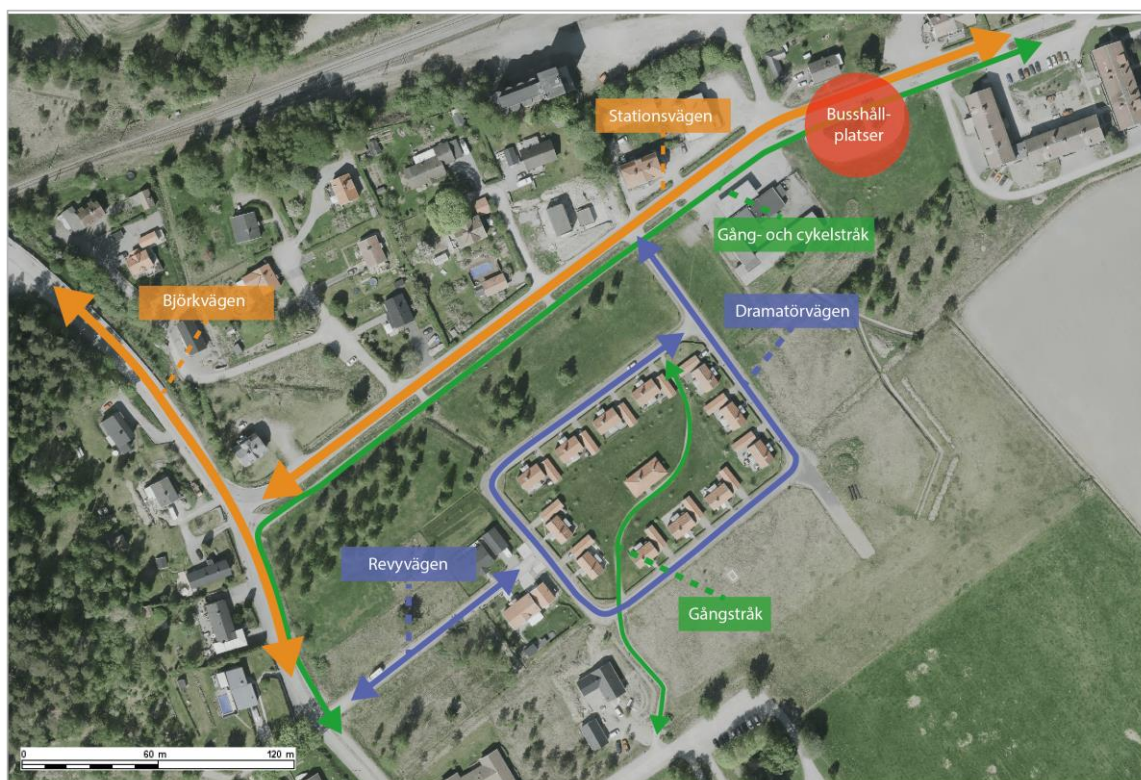 Stationsvägen
Busshåll-
platser
Gång- och cykelstråk
Björkvägen
Dramatörvägen
Revyvägen
Gångstråk
0
60 m
120 m